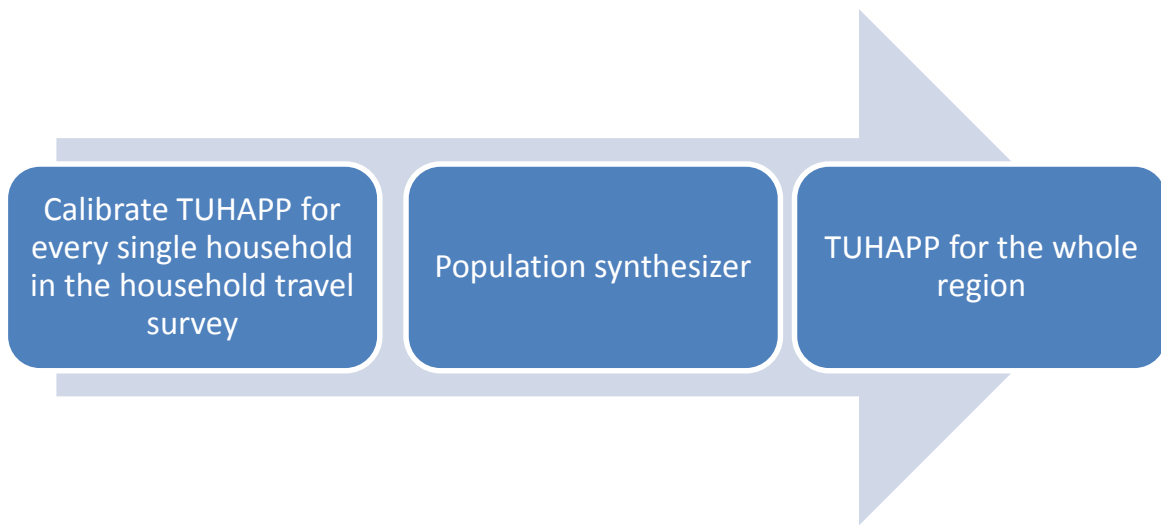 Calibrate TUHAPP for
every single household
in the household travel
survey
Population synthesizer
TUHAPP for the whole
region